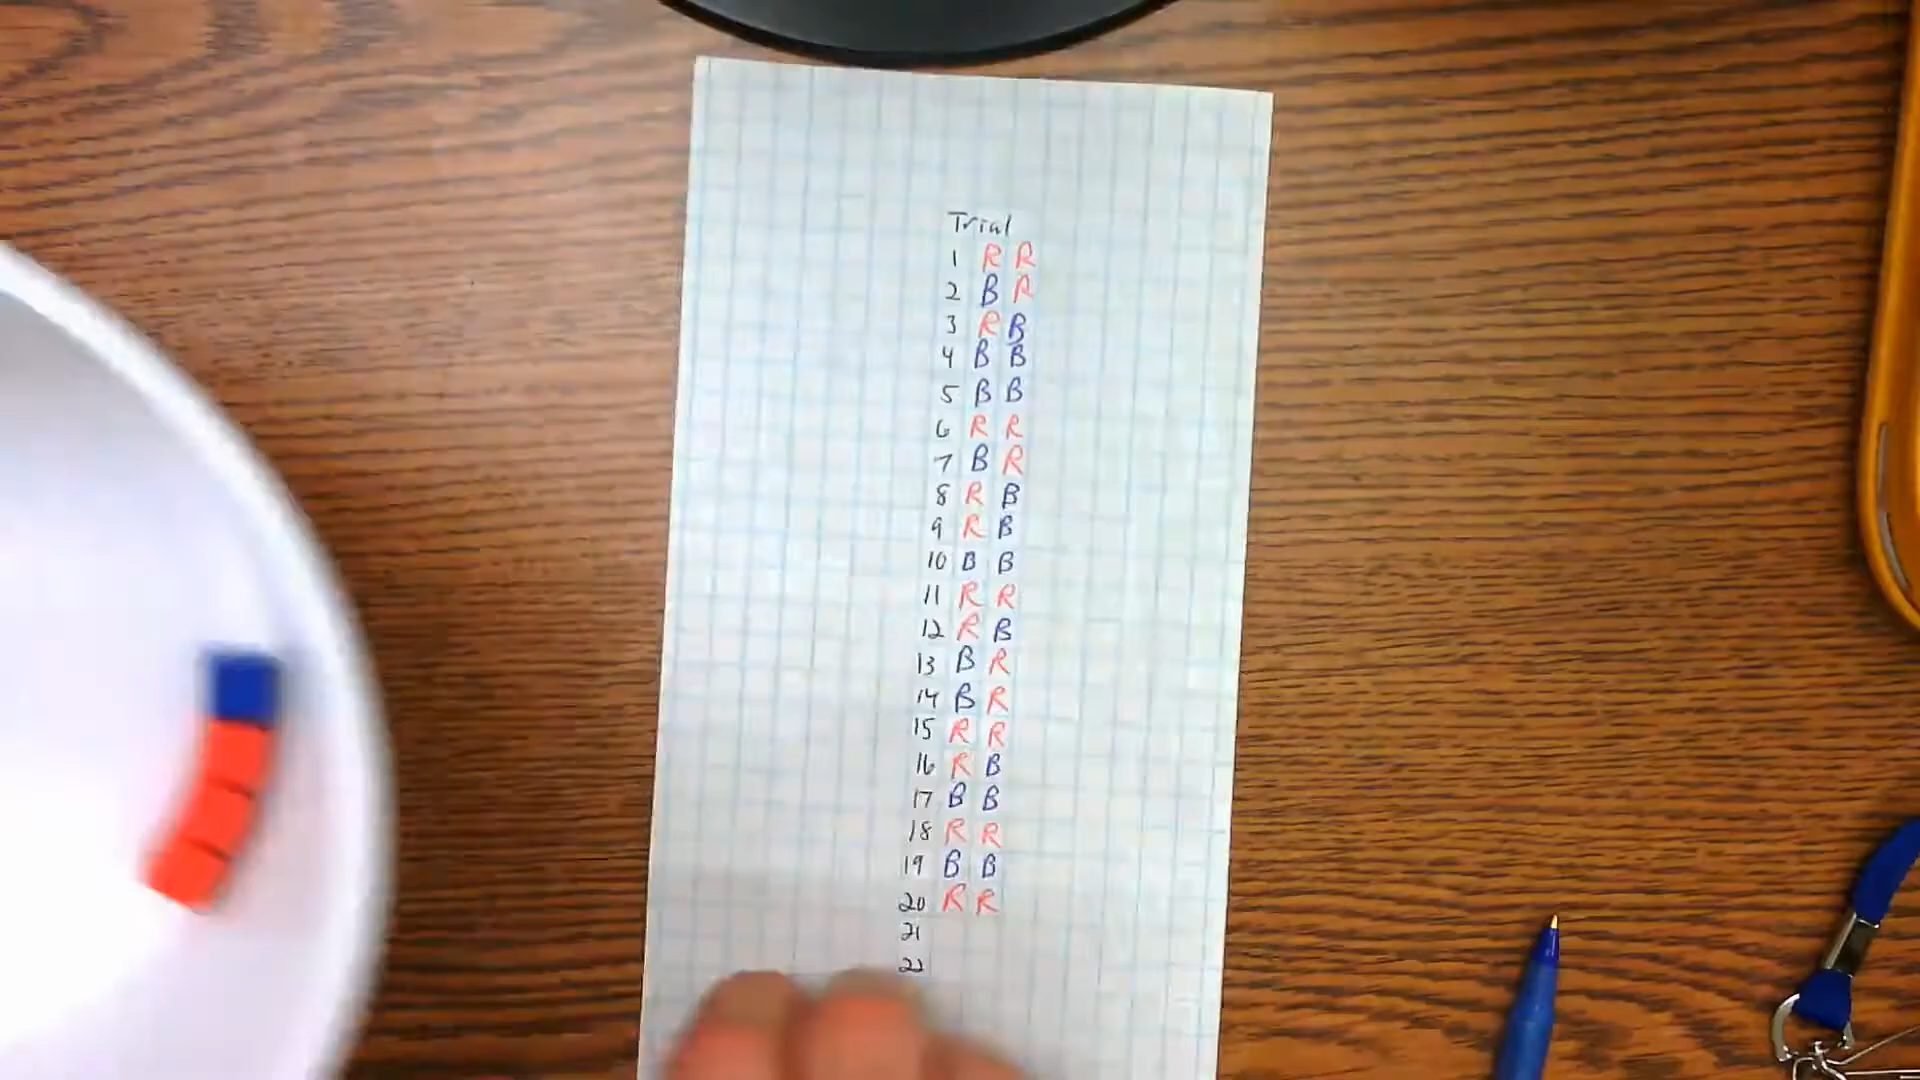 Trial
1 R R
2 B R
3 R B
4 B B
5 B B
6 R R
7 B R
8 R B
9 R B
10 B B
11 R R
12 R B
13 B R
14 B R
15 R R
16 R B
17 B B
18 R R
19 B B
20 R R
21
22